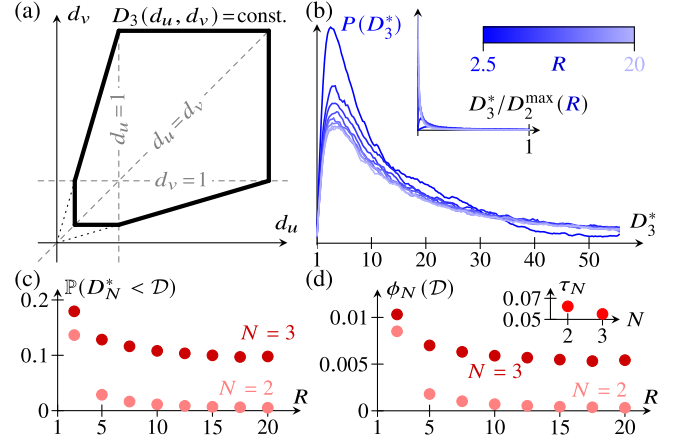 (a)
d_v
D_3(d_u, d_v) = const.
d_u = 1
d_u = d_v
d_v = 1
d_u
(b)
P(D_3^*)
2.5 R 20
D_3^*/D_2^max(R)
1
D_3^*
1 10 20 30 40 50
(c)
ℙ(D_N^* < 𝒟)
0.2
0.1
0
N = 3
N = 2
R
1 5 10 15 20
(d)
ϕ_N(𝒟)
0.01
0.005
0
N = 3
N = 2
R
1 5 10 15 20
τ_N
0.07
0.05
2 3
N